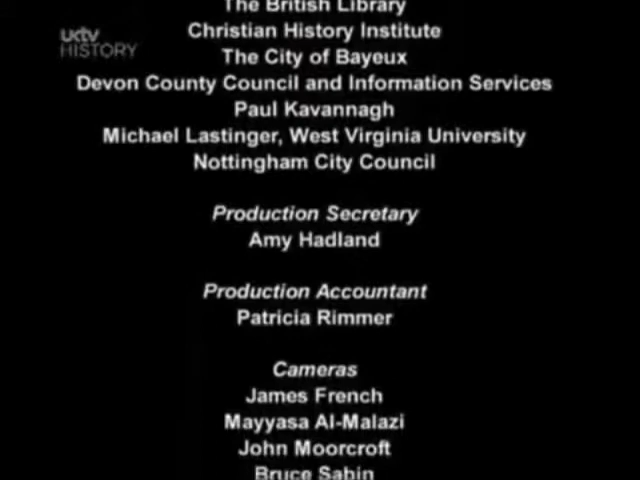 The British Library
uktv
HISTORY
Christian History Institute
The City of Bayeux
Devon County Council and Information Services
Paul Kavannagh
Michael Lastinger, West Virginia University
Nottingham City Council
Production Secretary
Amy Hadland
Production Accountant
Patricia Rimmer
Cameras
James French
Mayyasa Al-Malazi
John Moorcroft
Bruce Sabin